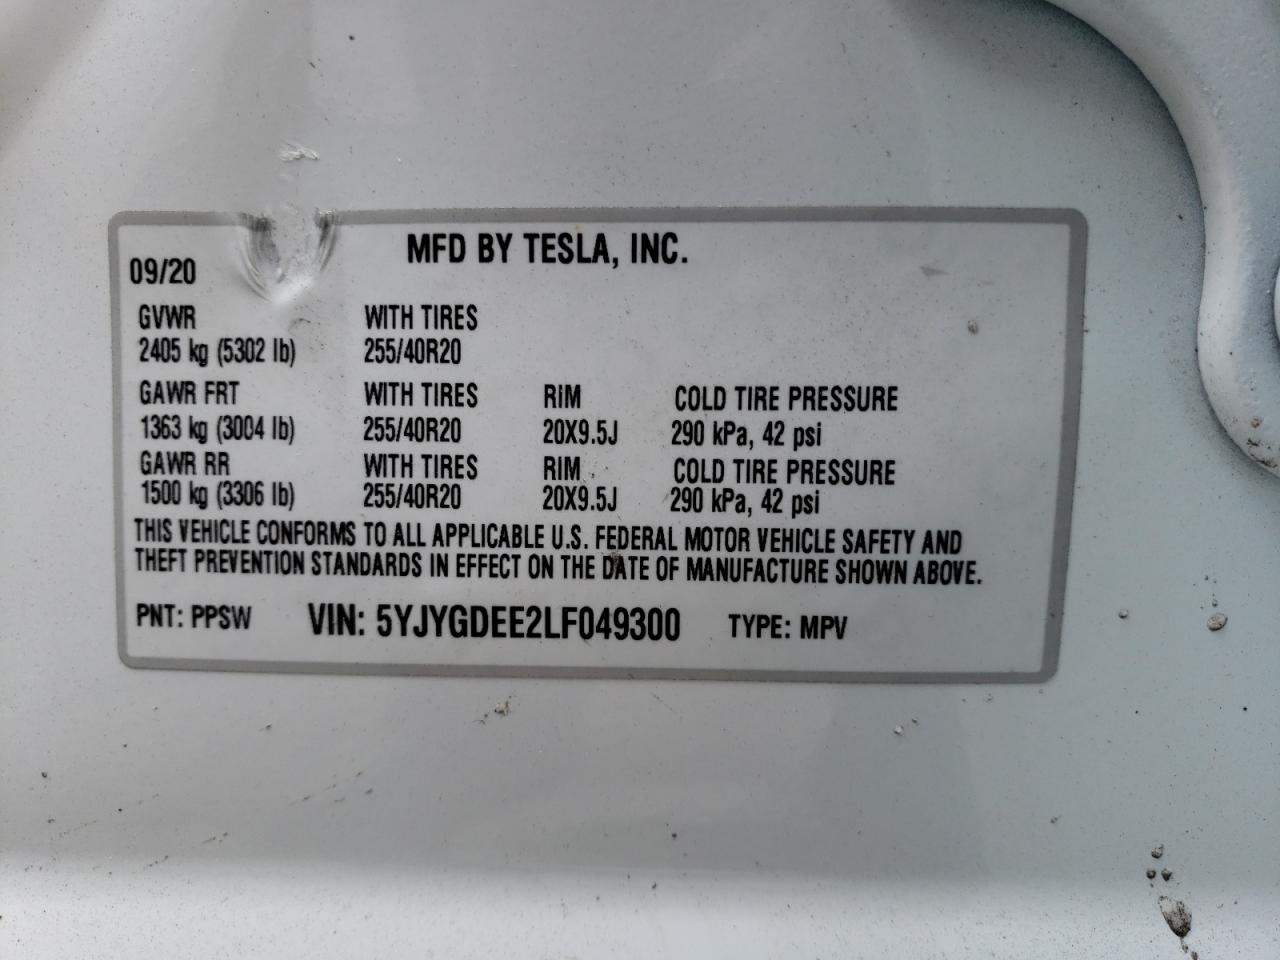 MFD BY TESLA, INC.
09/20
GVWR WITH TIRES
2405 kg (5302 lb) 255/40R20
GAWR FRT WITH TIRES RIM COLD TIRE PRESSURE
1363 kg (3004 lb) 255/40R20 20X9.5J 290 kPa, 42 psi
GAWR RR WITH TIRES RIM COLD TIRE PRESSURE
1500 kg (3306 lb) 255/40R20 20X9.5J 290 kPa, 42 psi
THIS VEHICLE CONFORMS TO ALL APPLICABLE U.S. FEDERAL MOTOR VEHICLE SAFETY AND
THEFT PREVENTION STANDARDS IN EFFECT ON THE DATE OF MANUFACTURE SHOWN ABOVE.
PNT: PPSW VIN: 5YJYGDEE2LF049300 TYPE: MPV